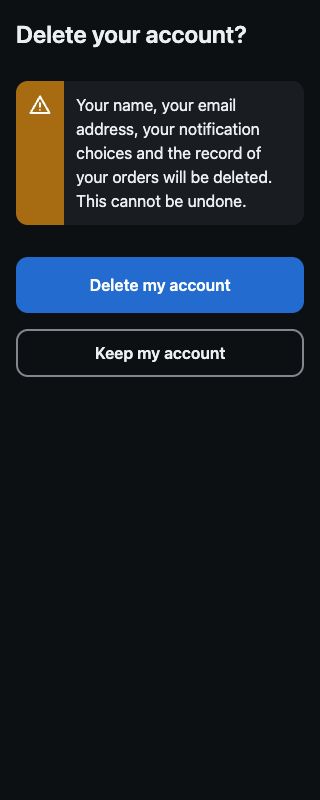 Delete your account?
Your name, your email
address, your notification
choices and the record of
your orders will be deleted.
This cannot be undone.
Delete my account
Keep my account